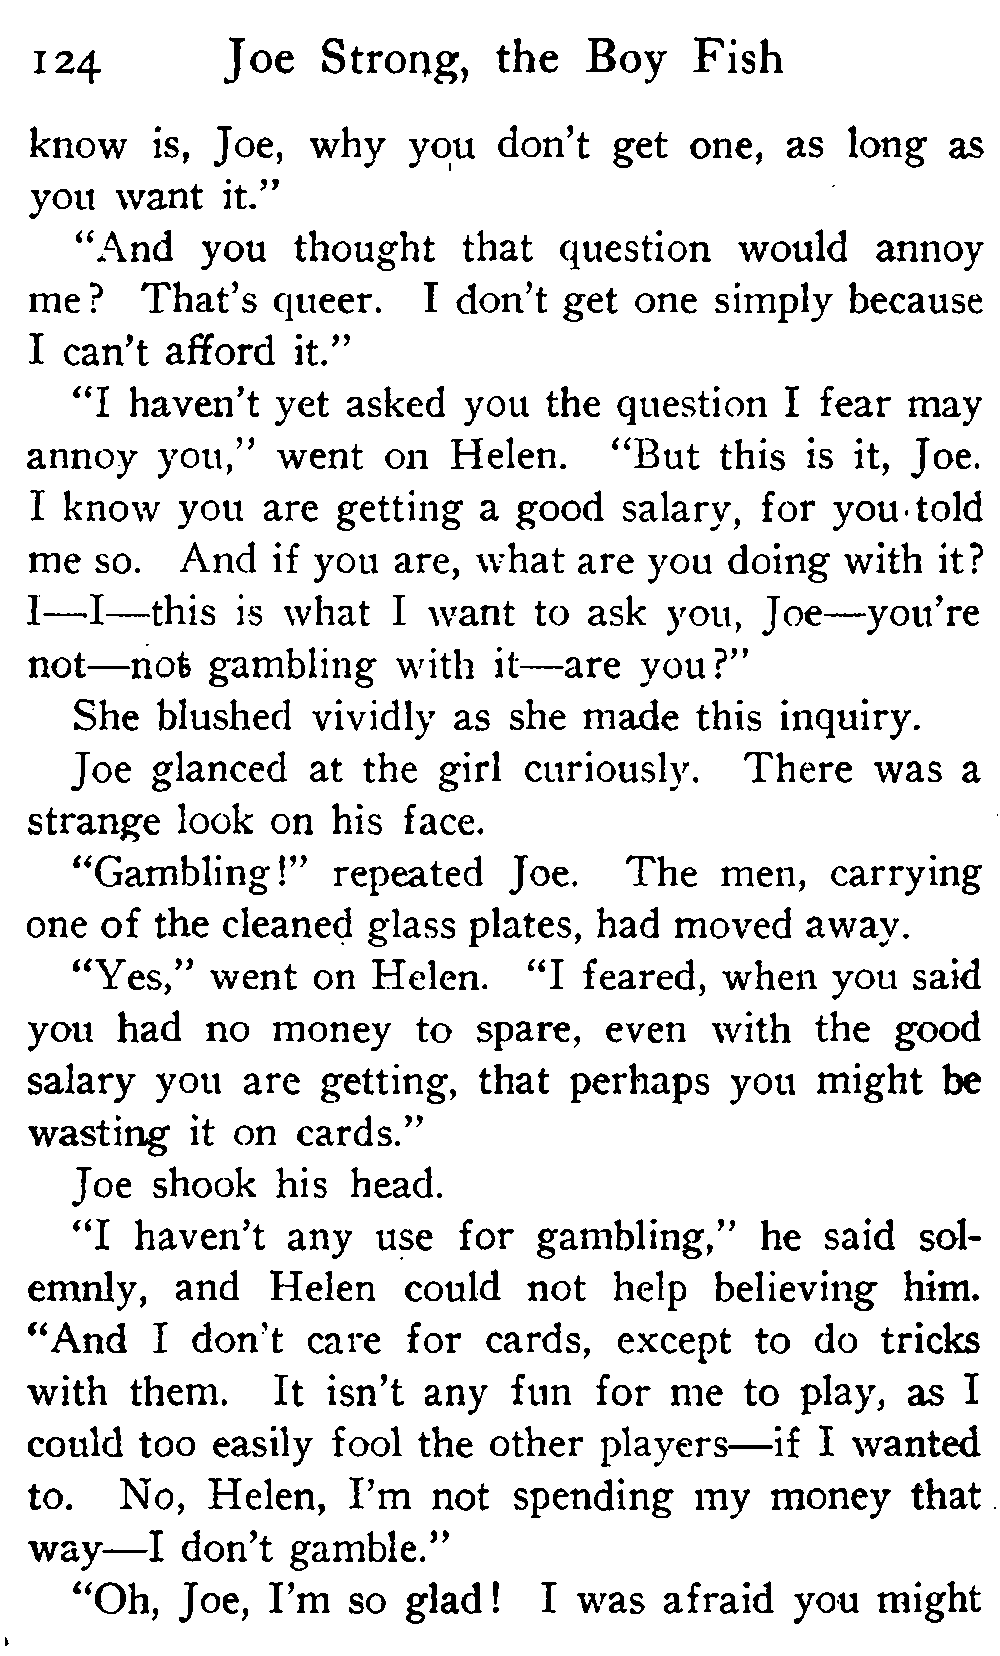 124 Joe Strong, the Boy Fish
know is, Joe, why you don't get one, as long as
you want it."
"And you thought that question would annoy
me? That's queer. I don't get one simply because
I can't afford it."
"I haven't yet asked you the question I fear may
annoy you," went on Helen. "But this is it, Joe.
I know you are getting a good salary, for you told
me so. And if you are, what are you doing with it?
I—I—this is what I want to ask you, Joe—you're
not—not gambling with it—are you?"
She blushed vividly as she made this inquiry.
Joe glanced at the girl curiously. There was a
strange look on his face.
"Gambling!" repeated Joe. The men, carrying
one of the cleaned glass plates, had moved away.
"Yes," went on Helen. "I feared, when you said
you had no money to spare, even with the good
salary you are getting, that perhaps you might be
wasting it on cards."
Joe shook his head.
"I haven't any use for gambling," he said sol-
emnly, and Helen could not help believing him.
"And I don't care for cards, except to do tricks
with them. It isn't any fun for me to play, as I
could too easily fool the other players—if I wanted
to. No, Helen, I'm not spending my money that
way—I don't gamble."
"Oh, Joe, I'm so glad! I was afraid you might